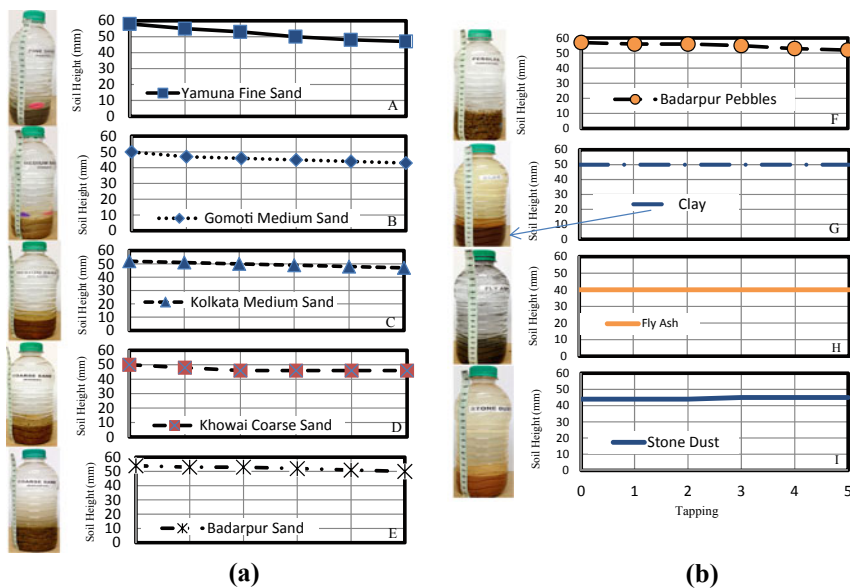 60
50
40
30
20
10
0
Soil Height (mm)
Yamuna Fine Sand
A
60
50
40
30
20
10
0
Soil Height (mm)
Gomoti Medium Sand
B
60
50
40
30
20
10
0
Soil Height (mm)
Kolkata Medium Sand
C
60
50
40
30
20
10
0
Soil Height (mm)
Khowai Coarse Sand
D
60
50
40
30
20
10
0
Soil Height (mm)
Badarpur Sand
E
(a)
PEBBLES
60
50
40
30
20
10
0
Soil Height (mm)
Badarpur Pebbles
F
60
50
40
30
20
10
0
Soil Height (mm)
Clay
G
FLY ASH
60
50
40
30
20
10
0
Soil Height (mm)
Fly Ash
H
STONE DUST
60
50
40
30
20
10
0
Soil Height (mm)
Stone Dust
I
0 1 2 3 4 5
Tapping
(b)